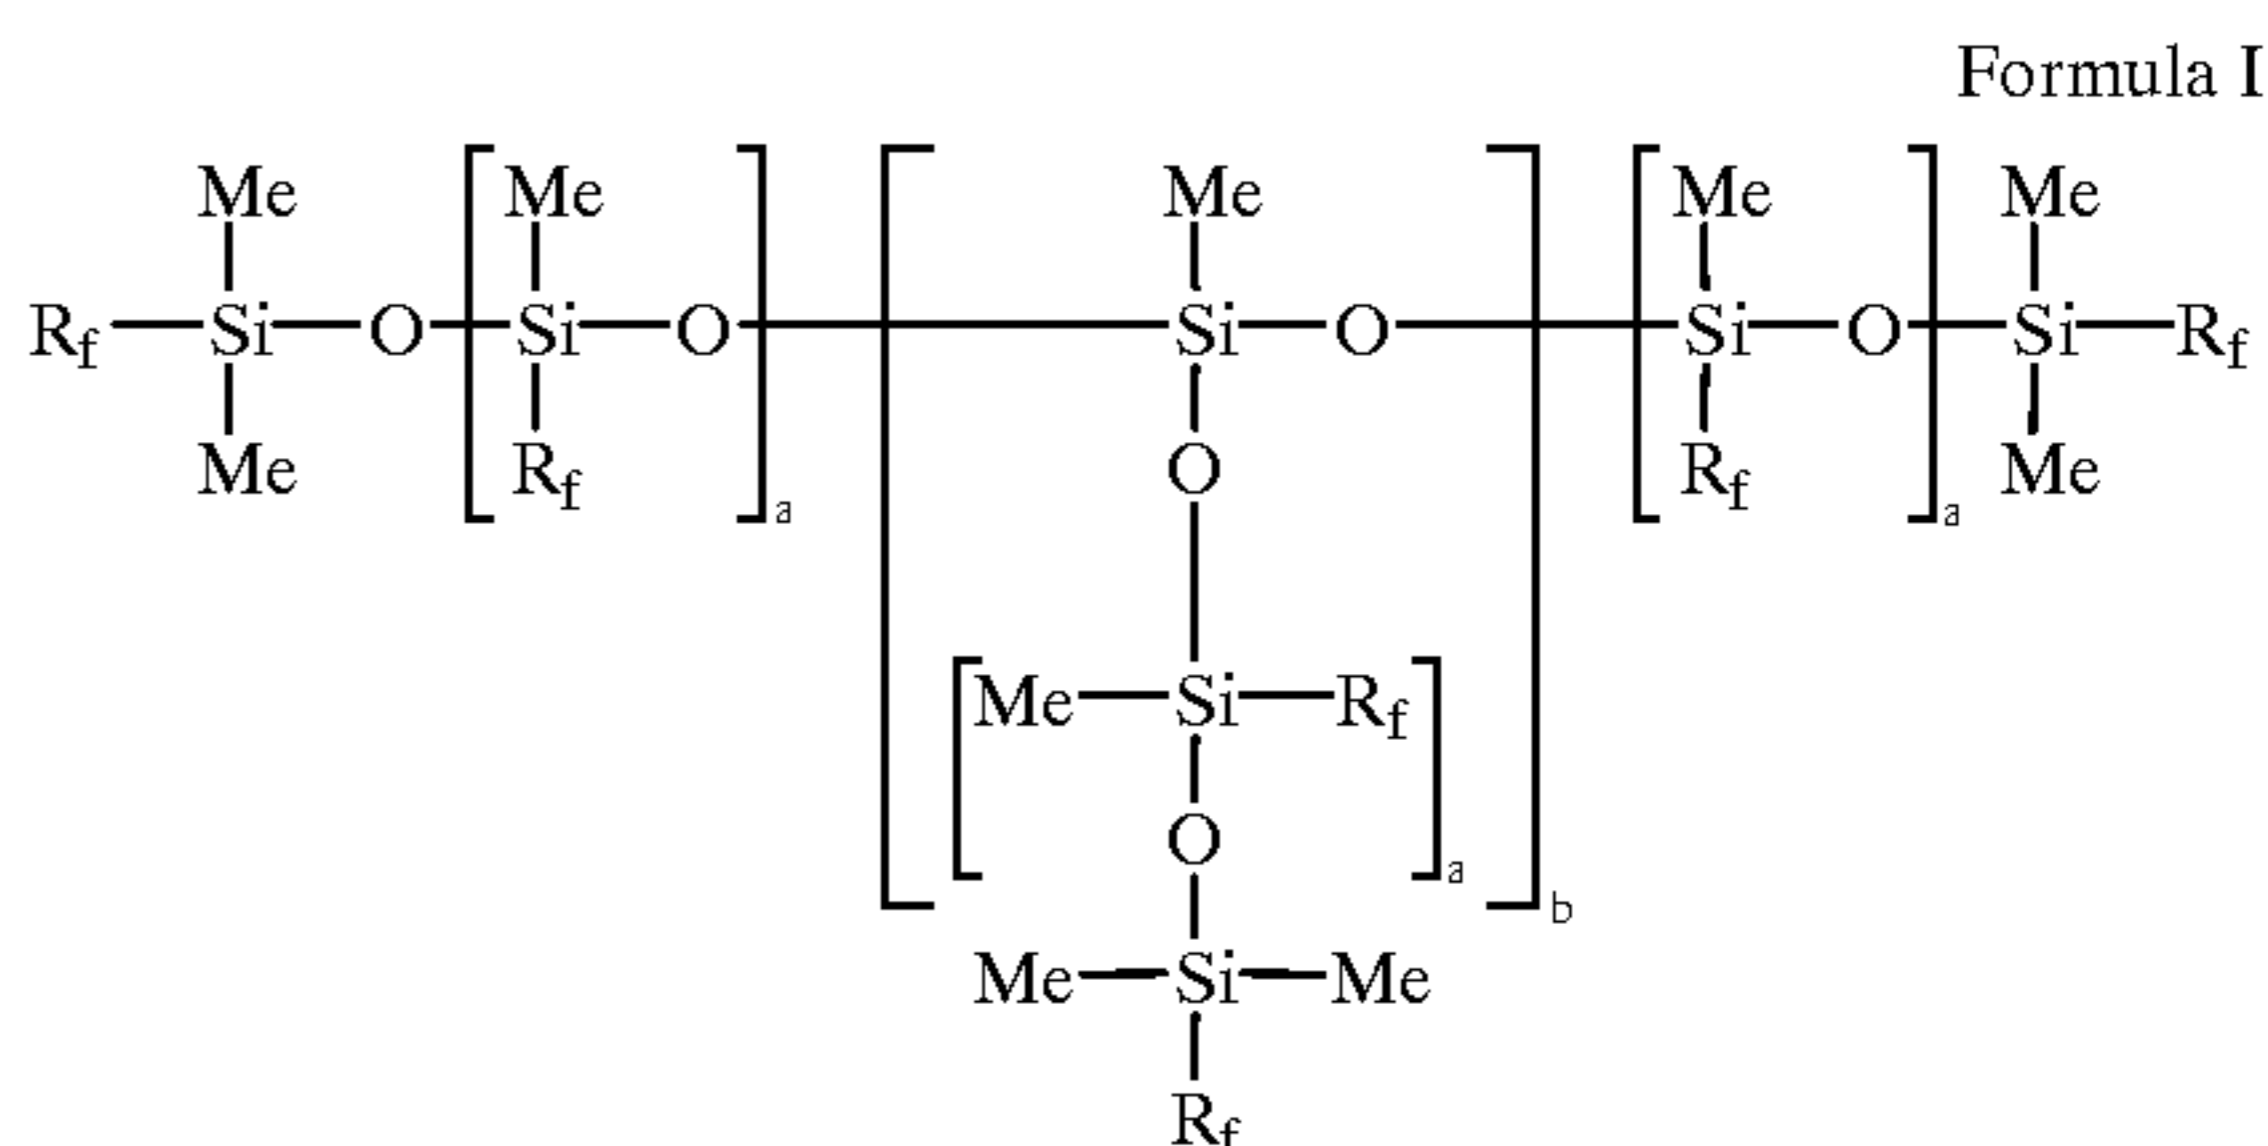 Formula I
Me Me Me Me Me
Rf Si O Si O Si O Si O Si Rf
Me Rf O Rf Me
a a
Me Si Rf
O
a
b
Me Si Me
Rf